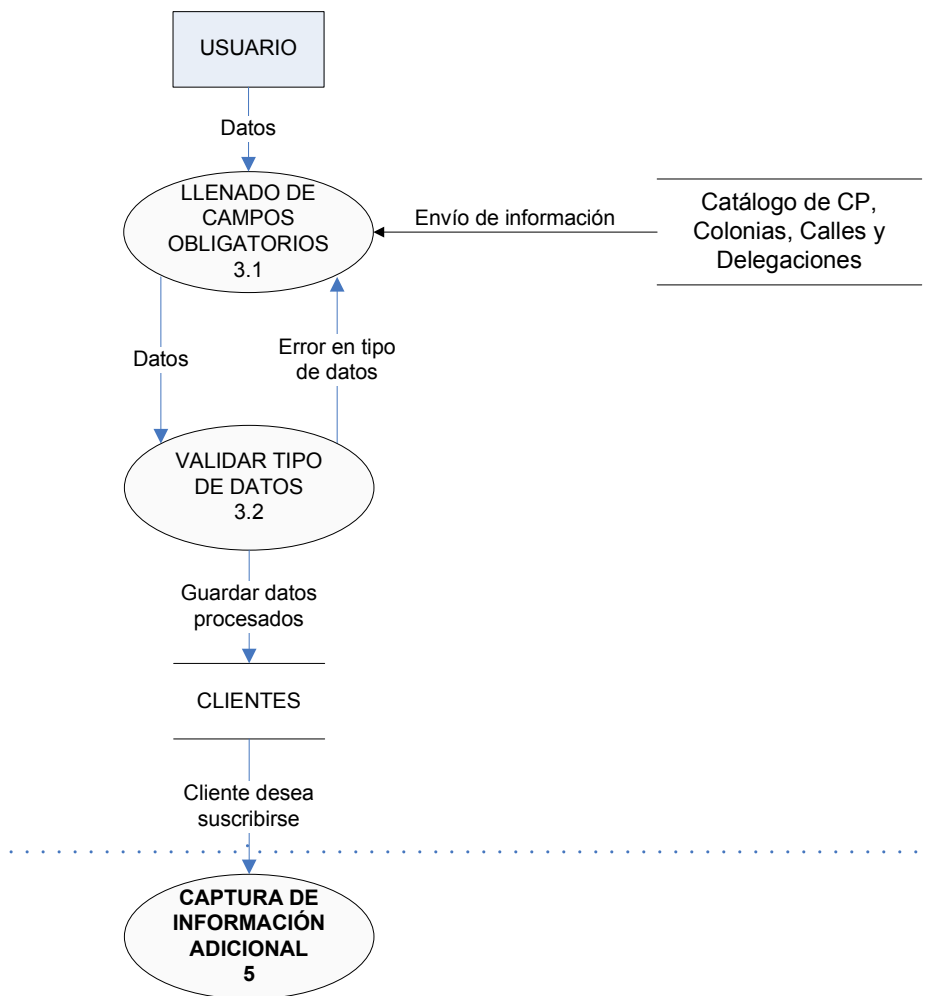 USUARIO
Datos
LLENADO DE
CAMPOS
OBLIGATORIOS
3.1
Envío de información
Catálogo de CP,
Colonias, Calles y
Delegaciones
Datos
Error en tipo
de datos
VALIDAR TIPO
DE DATOS
3.2
Guardar datos
procesados
CLIENTES
Cliente desea
suscribirse
CAPTURA DE
INFORMACIÓN
ADICIONAL
5